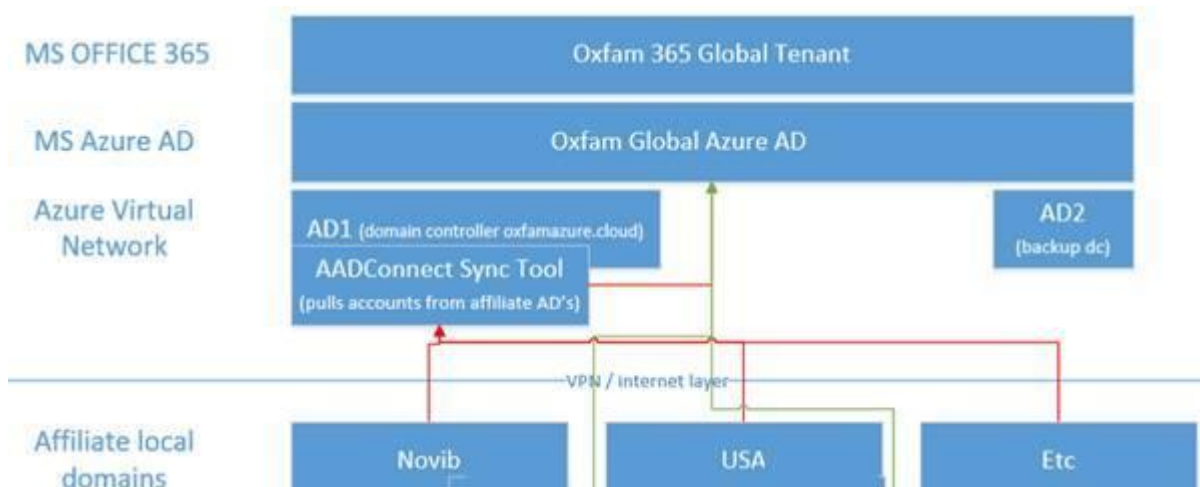 MS OFFICE 365
Oxfam 365 Global Tenant
MS Azure AD
Oxfam Global Azure AD
Azure Virtual
Network
AD1 (domain controller oxfamazure.cloud)
AADConnect Sync Tool
(pulls accounts from affiliate AD's)
AD2
(backup dc)
VPN / internet layer
Affiliate local
domains
Novib
USA
Etc